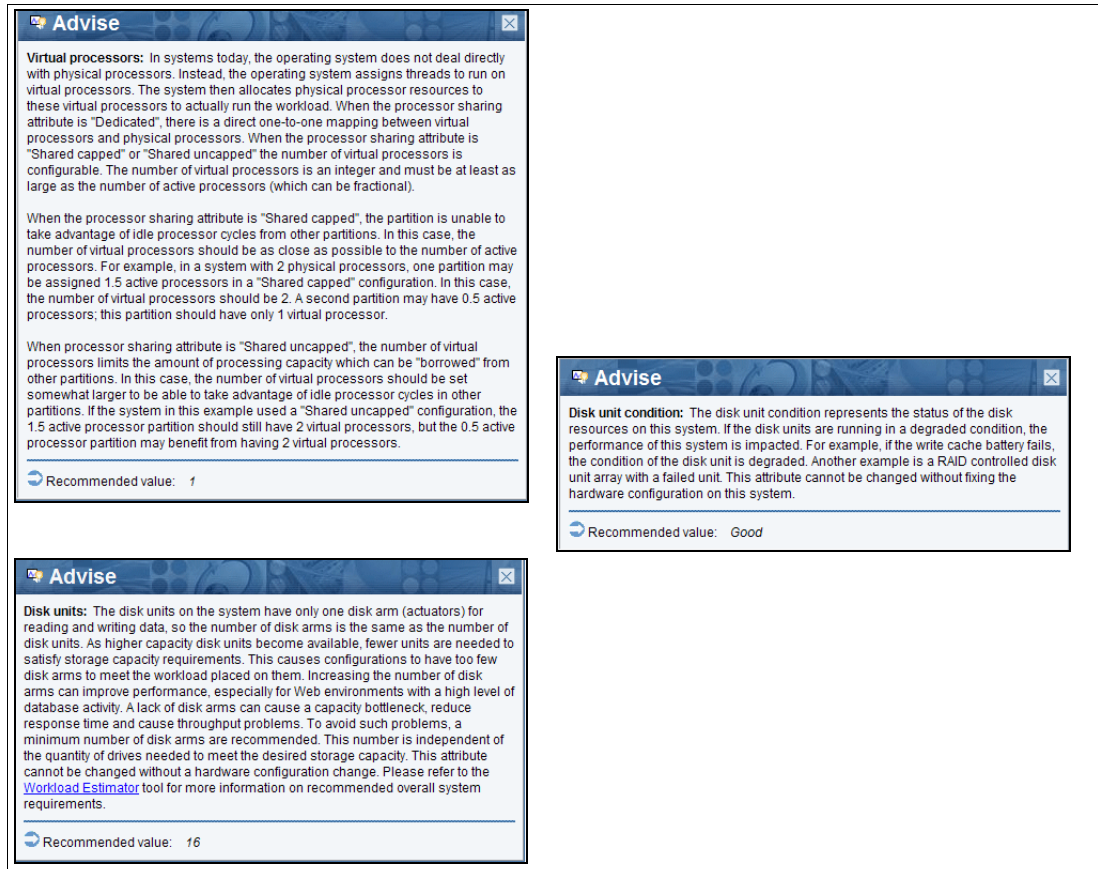 Advise
Virtual processors: In systems today, the operating system does not deal directly
with physical processors. Instead, the operating system assigns threads to run on
virtual processors. The system then allocates physical processor resources to
these virtual processors to actually run the workload. When the processor sharing
attribute is "Dedicated", there is a direct one-to-one mapping between virtual
processors and physical processors. When the processor sharing attribute is
"Shared capped" or "Shared uncapped" the number of virtual processors is
configurable. The number of virtual processors is an integer and must be at least as
large as the number of active processors (which can be fractional).
When the processor sharing attribute is "Shared capped", the partition is unable to
take advantage of idle processor cycles from other partitions. In this case, the
number of virtual processors should be as close as possible to the number of active
processors. For example, in a system with 2 physical processors, one partition may
be assigned 1.5 active processors in a "Shared capped" configuration. In this case,
the number of virtual processors should be 2. A second partition may have 0.5 active
processors; this partition should have only 1 virtual processor.
When processor sharing attribute is "Shared uncapped", the number of virtual
processors limits the amount of processing capacity which can be "borrowed" from
other partitions. In this case, the number of virtual processors should be set
somewhat larger to be able to take advantage of idle processor cycles in other
partitions. If the system in this example used a "Shared uncapped" configuration, the
1.5 active processor partition should still have 2 virtual processors, but the 0.5 active
processor partition may benefit from having 2 virtual processors.
Recommended value: 1
Advise
Disk unit condition: The disk unit condition represents the status of the disk
resources on this system. If the disk units are running in a degraded condition, the
performance of this system is impacted. For example, if the write cache battery fails,
the condition of the disk unit is degraded. Another example is a RAID controlled disk
unit array with a failed unit. This attribute cannot be changed without fixing the
hardware configuration on this system.
Recommended value: Good
Advise
Disk units: The disk units on the system have only one disk arm (actuators) for
reading and writing data, so the number of disk arms is the same as the number of
disk units. As higher capacity disk units become available, fewer units are needed to
satisfy storage capacity requirements. This causes configurations to have too few
disk arms to meet the workload placed on them. Increasing the number of disk
arms can improve performance, especially for Web environments with a high level of
database activity. A lack of disk arms can cause a capacity bottleneck, reduce
response time and cause throughput problems. To avoid such problems, a
minimum number of disk arms are recommended. This number is independent of
the quantity of drives needed to meet the desired storage capacity. This attribute
cannot be changed without a hardware configuration change. Please refer to the
Workload Estimator tool for more information on recommended overall system
requirements.
Recommended value: 16